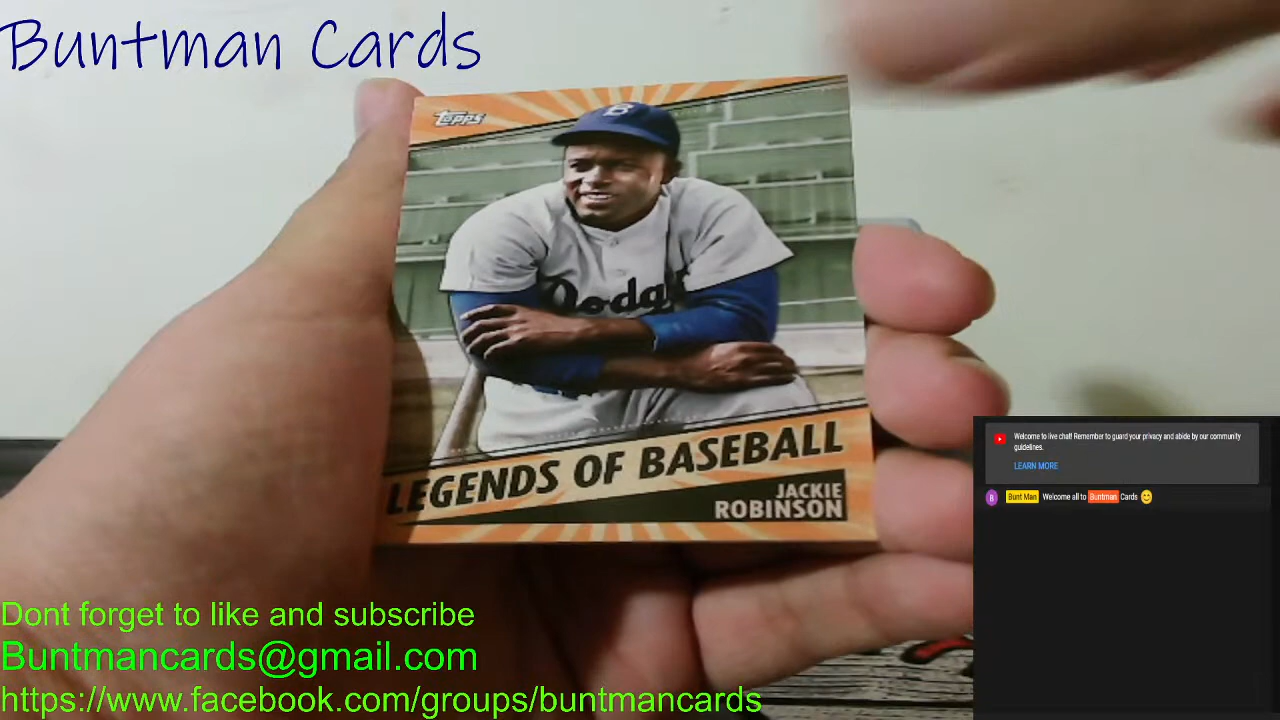 Buntman Cards
Topps
B
Dodg
LEGENDS OF BASEBALL
JACKIE
ROBINSON
Welcome to live chat! Remember to guard your privacy and abide by our community
guidelines.
LEARN MORE
B Bunt Man Welcome all to Buntman Cards
Dont forget to like and subscribe
Buntmancards@gmail.com
https://www.facebook.com/groups/buntmancards